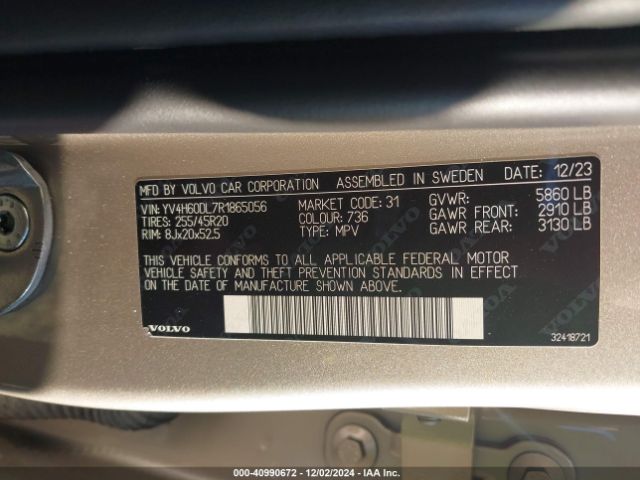 MFD BY VOLVO CAR CORPORATION ASSEMBLED IN SWEDEN DATE: 12/23
VIN: YV4H60DL7R1865056 MARKET CODE: 31 GVWR: 5860 LB
TIRES: 255/45R20 COLOUR: 736 GAWR FRONT: 2910 LB
RIM: 8Jx20x52.5 TYPE: MPV GAWR REAR: 3130 LB
THIS VEHICLE CONFORMS TO ALL APPLICABLE FEDERAL MOTOR
VEHICLE SAFETY AND THEFT PREVENTION STANDARDS IN EFFECT
ON THE DATE OF MANUFACTURE SHOWN ABOVE.
VOLVO
32418721
000-40990672 - 12/02/2024 - IAA Inc.